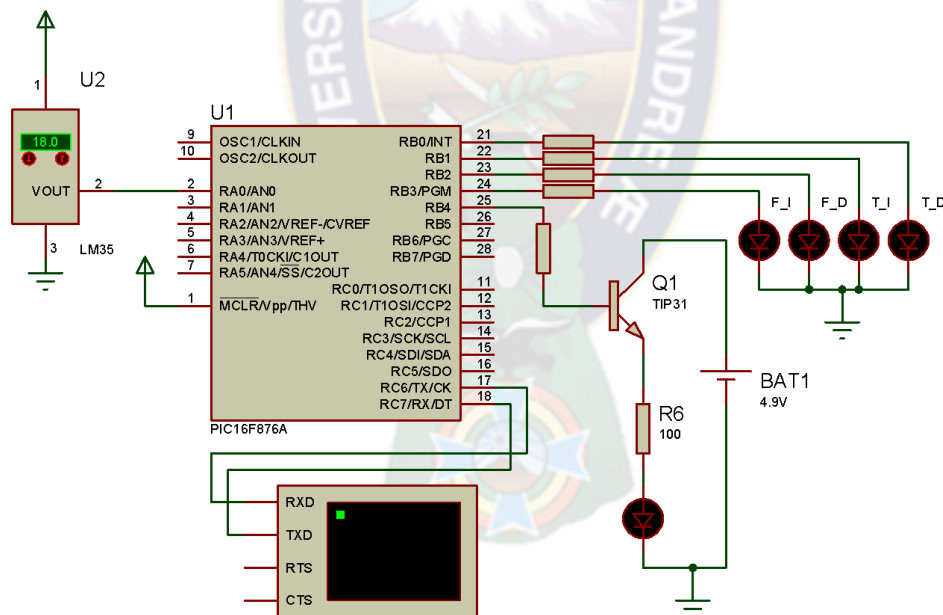 U2
1
18.0
VOUT
2
3
LM35
U1
9
OSC1/CLKIN
10
OSC2/CLKOUT
2
RA0/AN0
3
RA1/AN1
4
RA2/AN2/VREF-/CVREF
5
RA3/AN3/VREF+
6
RA4/T0CKI/C1OUT
7
RA5/AN4/SS/C2OUT
1
MCLR/Vpp/THV
RB0/INT
21
RB1
22
RB2
23
RB3/PGM
24
RB4
25
RB5
26
RB6/PGC
27
RB7/PGD
28
RC0/T1OSO/T1CKI
11
RC1/T1OSI/CCP2
12
RC2/CCP1
13
RC3/SCK/SCL
14
RC4/SDI/SDA
15
RC5/SDO
16
RC6/TX/CK
17
RC7/RX/DT
18
PIC16F876A
F_I
F_D
T_I
T_D
Q1
TIP31
BAT1
4.9V
R6
100
RXD
TXD
RTS
CTS
ERS
ANDRE